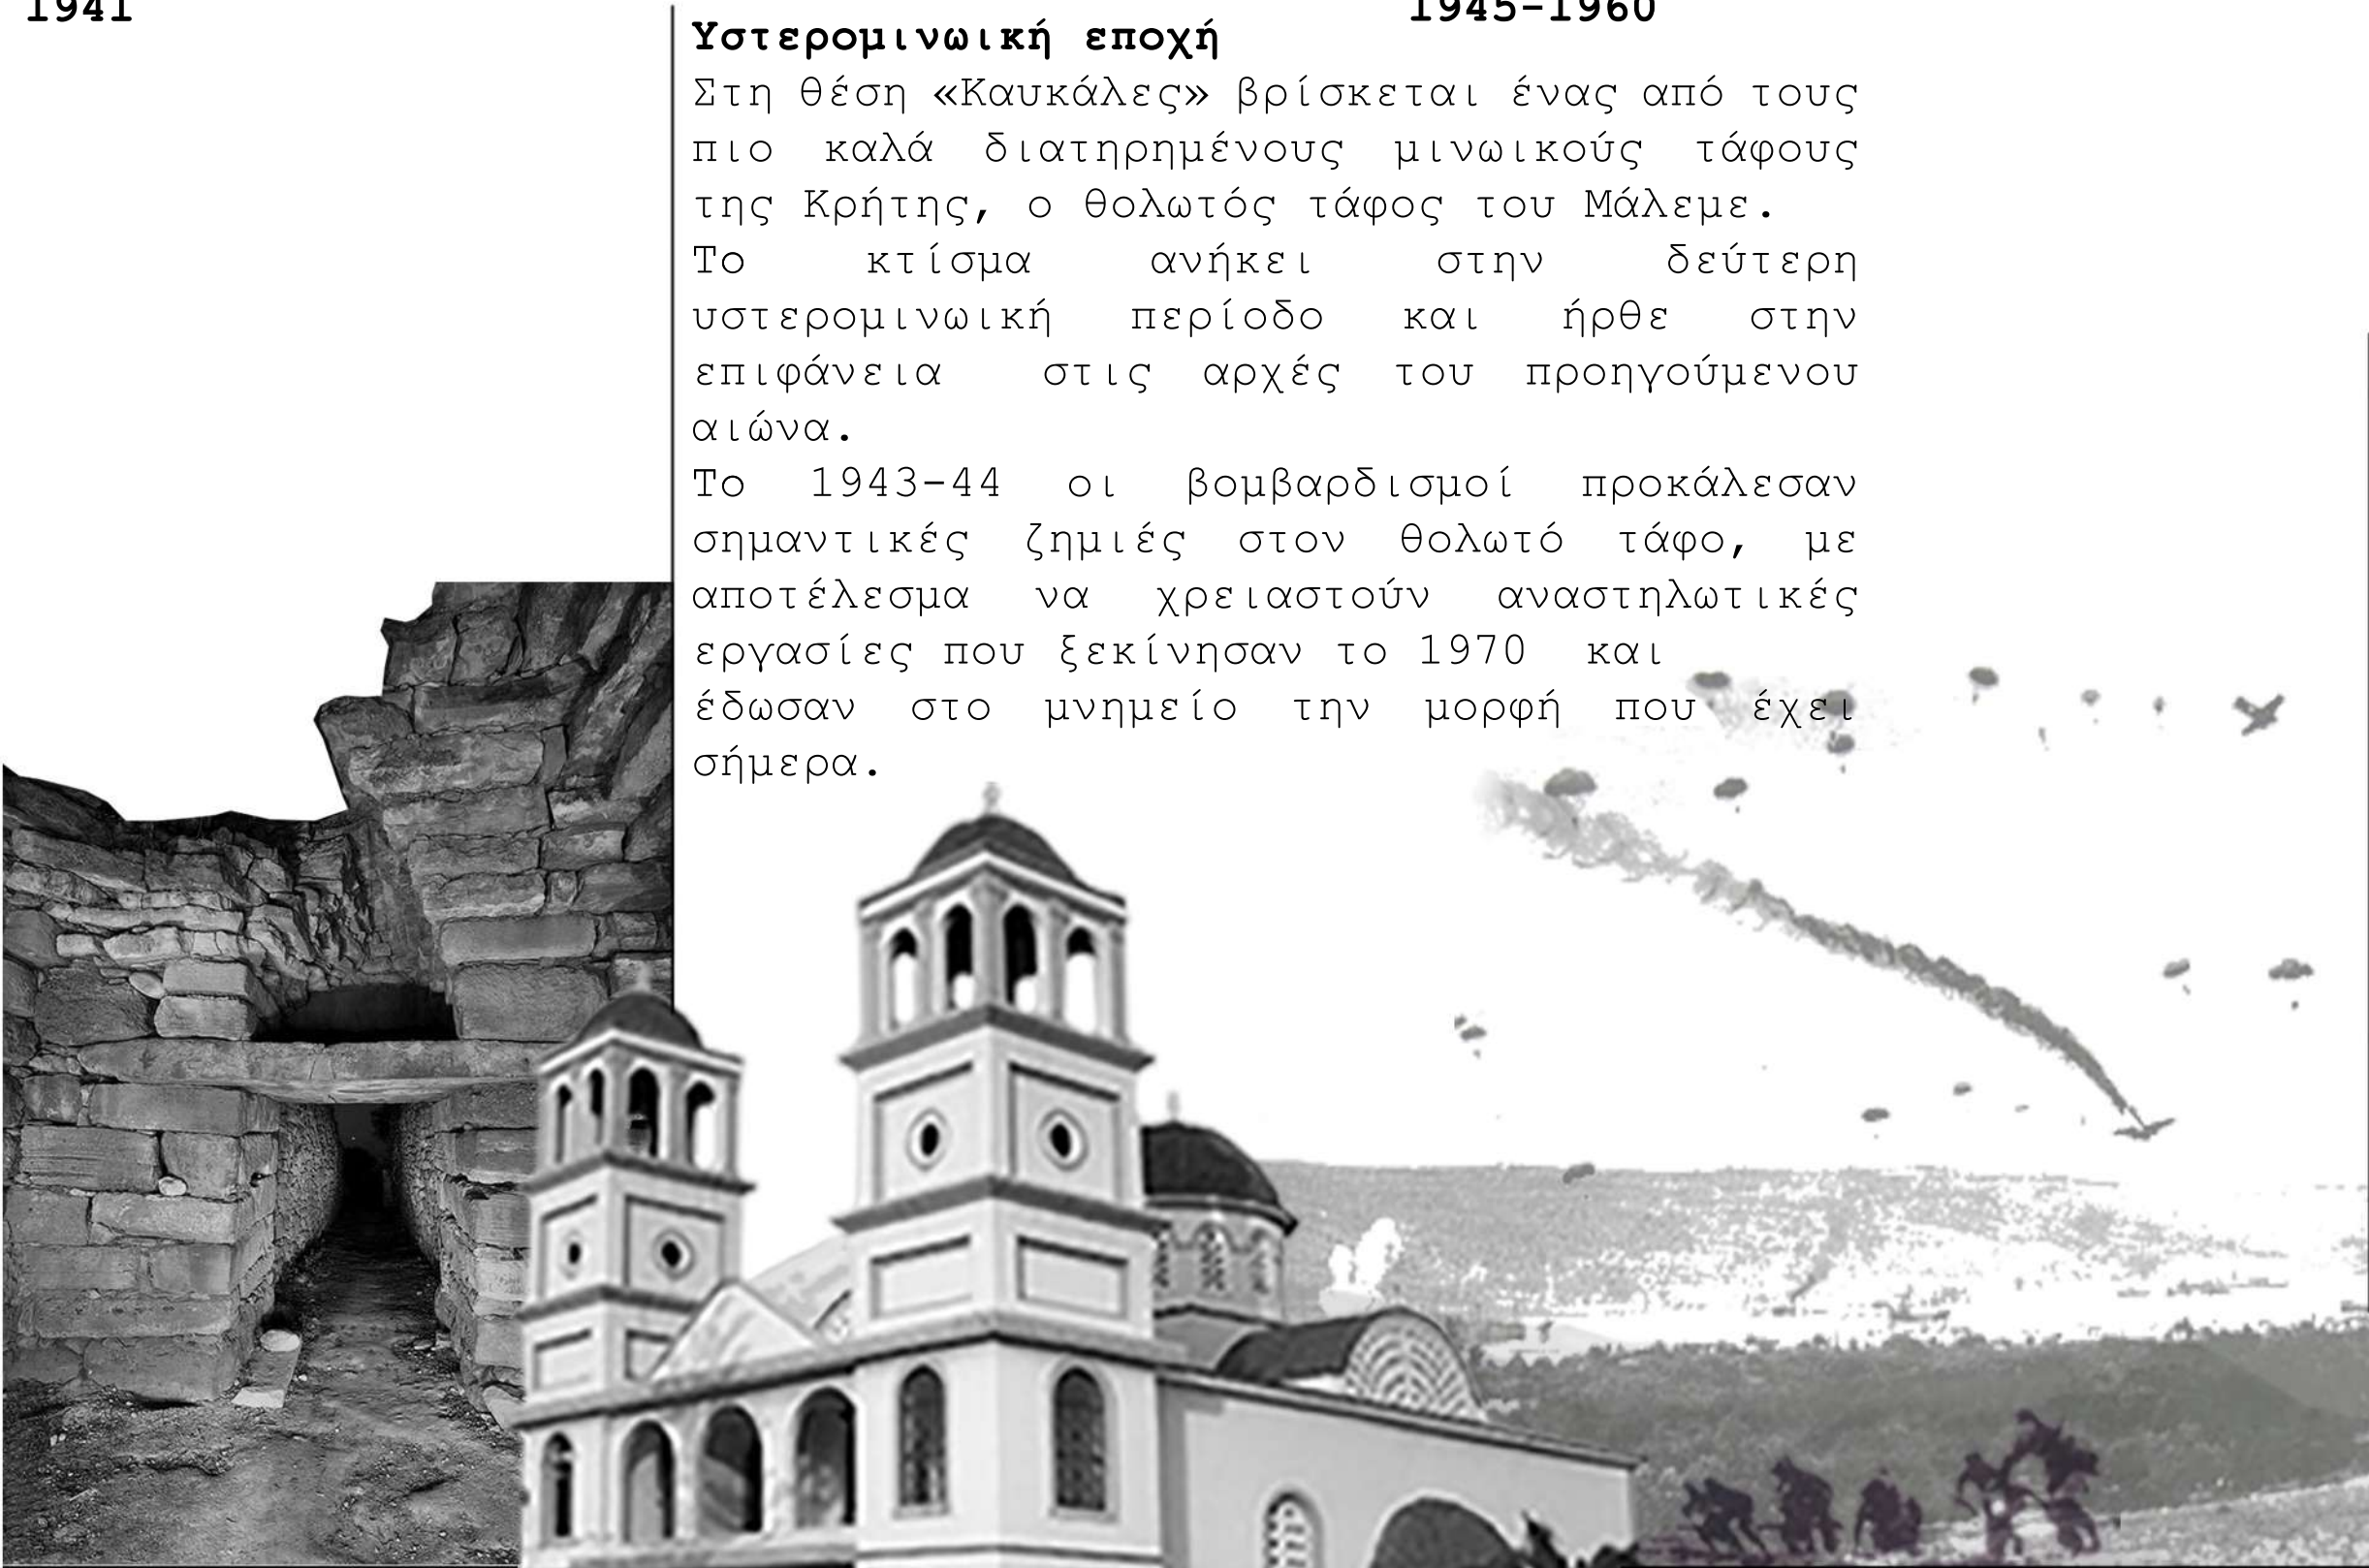 1941
1945-1960
Υστερομινωική εποχή
Στη θέση «Καυκάλες» βρίσκεται ένας από τους
πιο καλά διατηρημένους μινωικούς τάφους
της Κρήτης, ο θολωτός τάφος του Μάλεμε.
Το κτίσμα ανήκει στην δεύτερη
υστερομινωική περίοδο και ήρθε στην
επιφάνεια στις αρχές του προηγούμενου
αιώνα.
Το 1943-44 οι βομβαρδισμοί προκάλεσαν
σημαντικές ζημιές στον θολωτό τάφο, με
αποτέλεσμα να χρειαστούν αναστηλωτικές
εργασίες που ξεκίνησαν το 1970 και
έδωσαν στο μνημείο την μορφή που έχει
σήμερα.